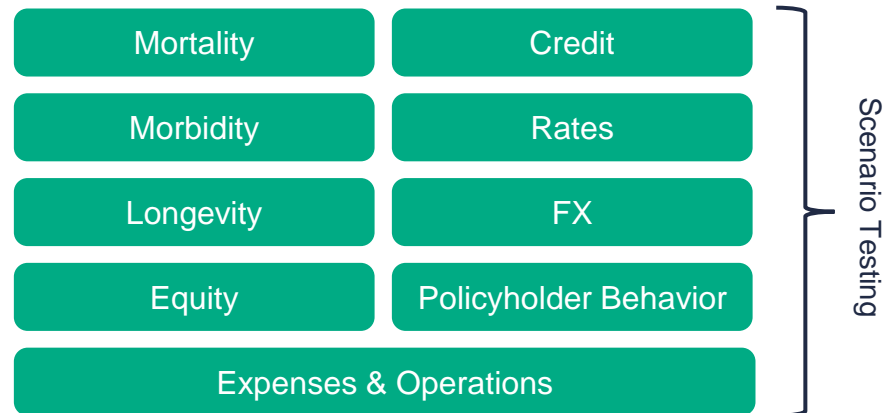 Mortality
Credit
Morbidity
Rates
Longevity
FX
Equity
Policyholder Behavior
Expenses & Operations
Scenario Testing